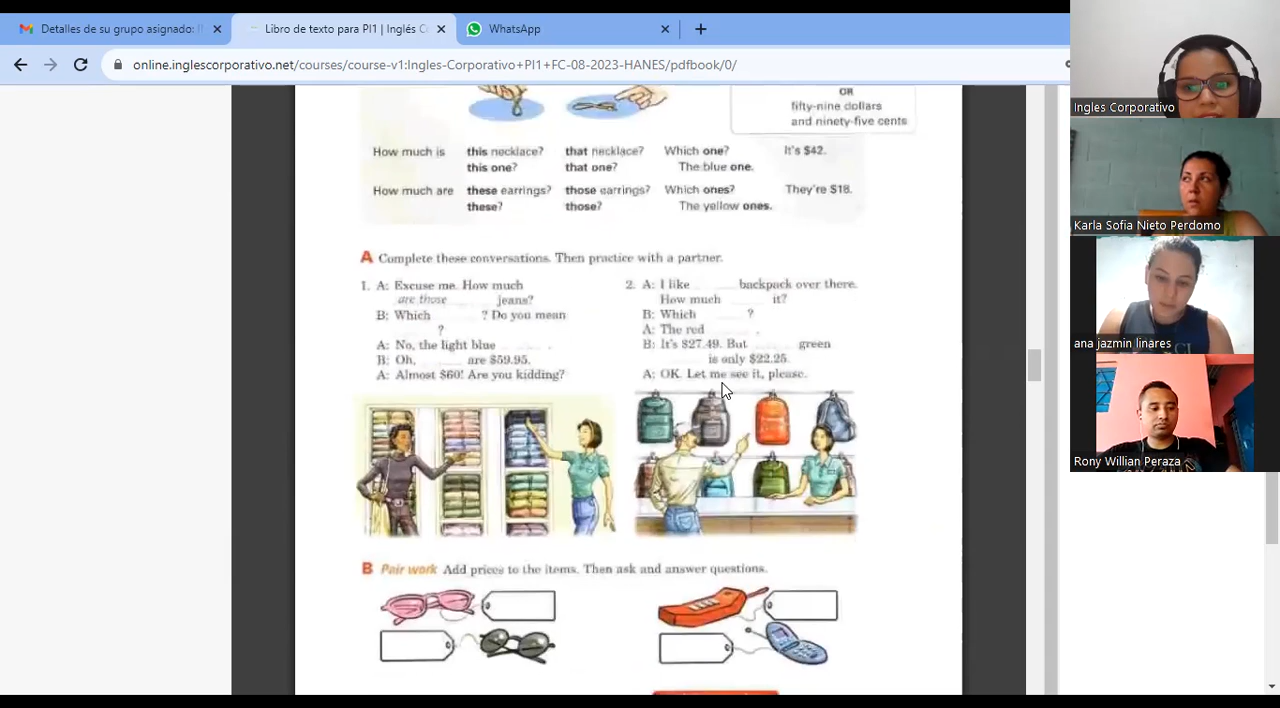 Detalles de su grupo asignado: I
Libro de texto para PI1 | Inglés C
WhatsApp
online.inglescorporativo.net/courses/course-v1:Ingles-Corporativo+PI1+FC-08-2023-HANES/pdfbook/0/
OR
fifty-nine dollars
and ninety-five cents
How much is this necklace? that necklace? Which one? It's $42.
this one? that one? The blue one.
How much are these earrings? those earrings? Which ones? They're $18.
these? those? The yellow ones.
A Complete these conversations. Then practice with a partner.
1. A: Excuse me. How much
are those jeans?
B: Which ? Do you mean
?
A: No, the light blue .
B: Oh, are $59.95.
A: Almost $60! Are you kidding?
2. A: I like backpack over there.
How much it?
B: Which ?
A: The red .
B: It's $27.49. But green
is only $22.25.
A: OK. Let me see it, please.
B Pair work Add prices to the items. Then ask and answer questions.
Ingles Corporativo
Karla Sofia Nieto Perdomo
ana jazmin linares
Rony Willian Peraza